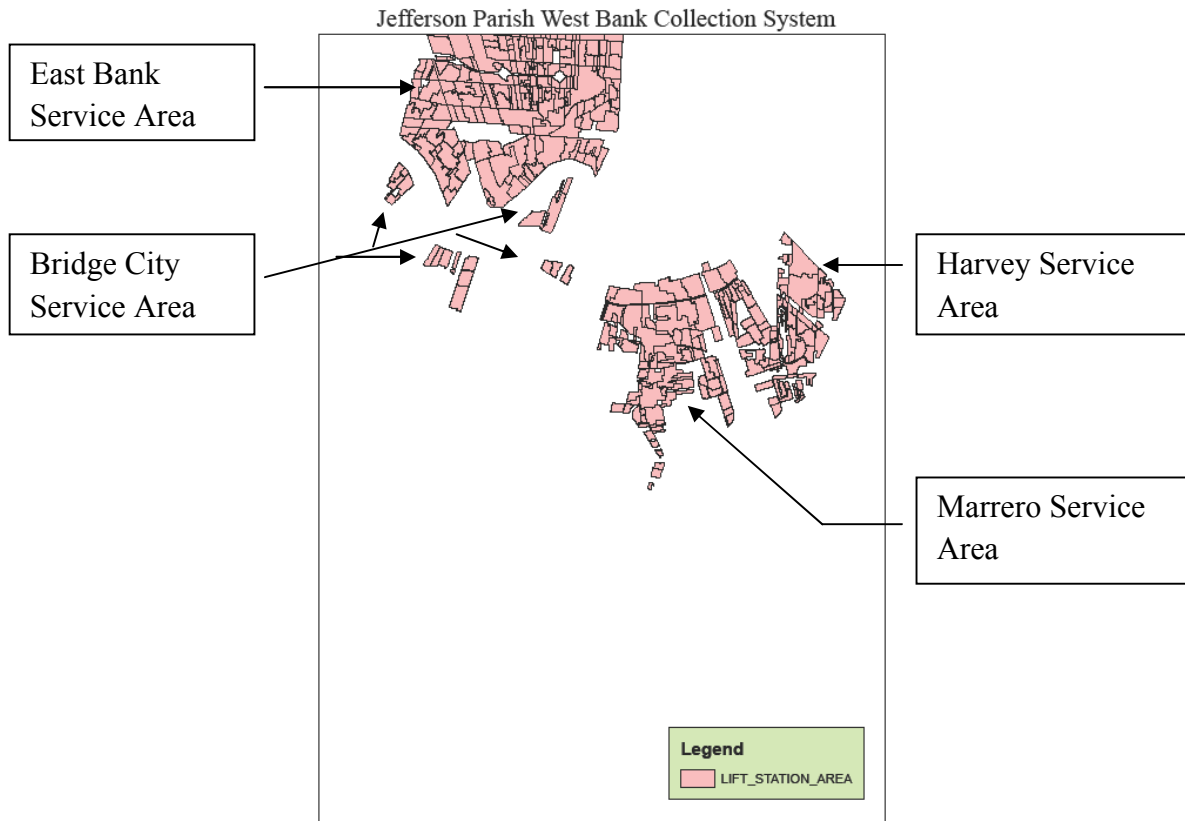 Jefferson Parish West Bank Collection System
East Bank
Service Area
Bridge City
Service Area
Harvey Service
Area
Marrero Service
Area
Legend
LIFT_STATION_AREA